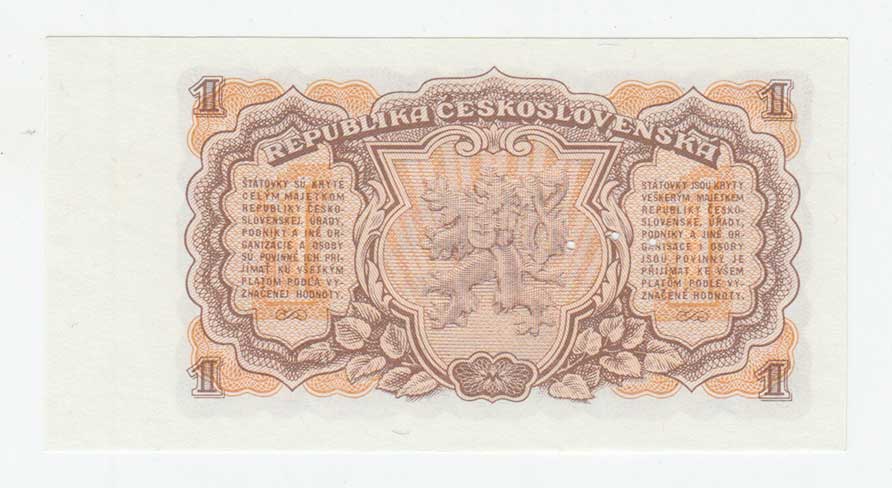 1
1
REPUBLIKA ČESKOSLOVENSKÁ
ŠTÁTOVKY SÚ KRYTÉ
CELÝM MAJETKOM
REPUBLIKY ČESKO-
SLOVENSKEJ. ÚRADY,
PODNIKY A INÉ OR-
GANIZÁCIE A OSOBY
SÚ POVINNÉ ICH PRI-
JÍMAŤ KU VŠETKÝM
PLATOM PODĽA VY-
ZNAČENEJ HODNOTY.
STÁTOVKY JSOU KRYTY
VEŠKERÝM MAJETKEM
REPUBLIKY ČESKO-
SLOVENSKÉ. ÚŘADY,
PODNIKY A JINÉ OR-
GANISACE I OSOBY
JSOU POVINNY JE
PŘIJÍMAT KE VŠEM
PLATŮM PODLE VY-
ZNAČENÉ HODNOTY.
1
1
1
1